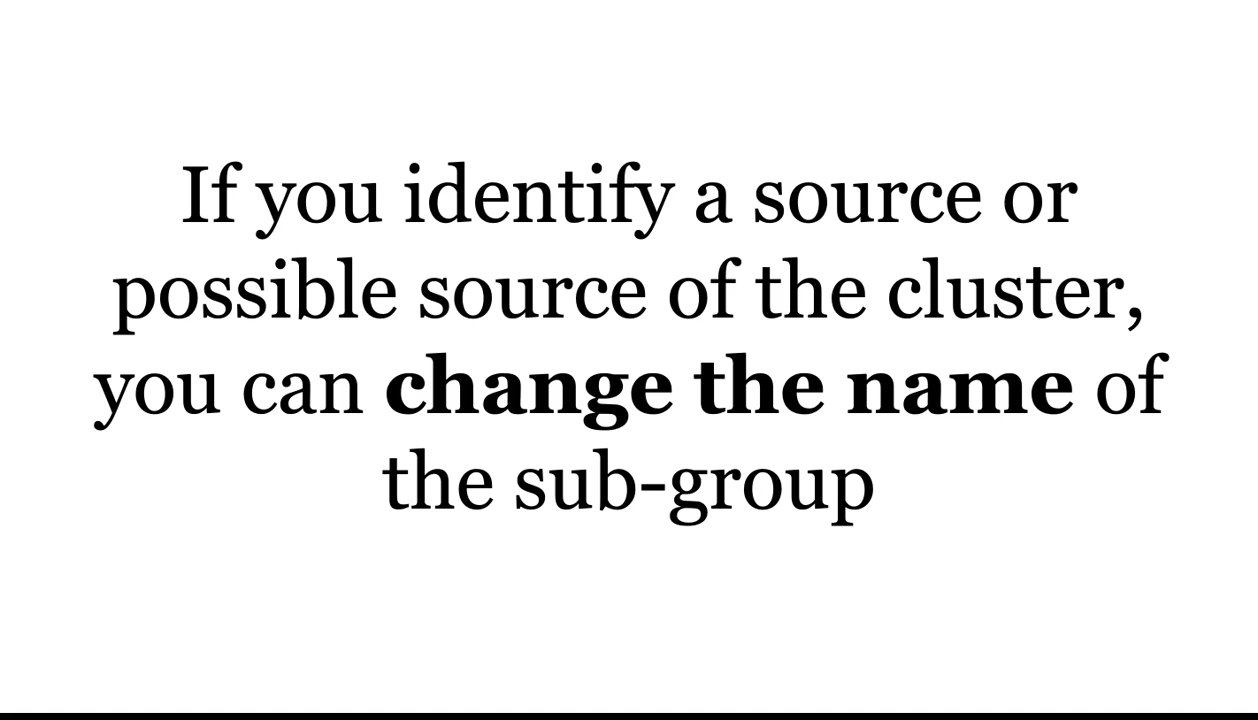 If you identify a source or
possible source of the cluster,
you can change the name of
the sub-group